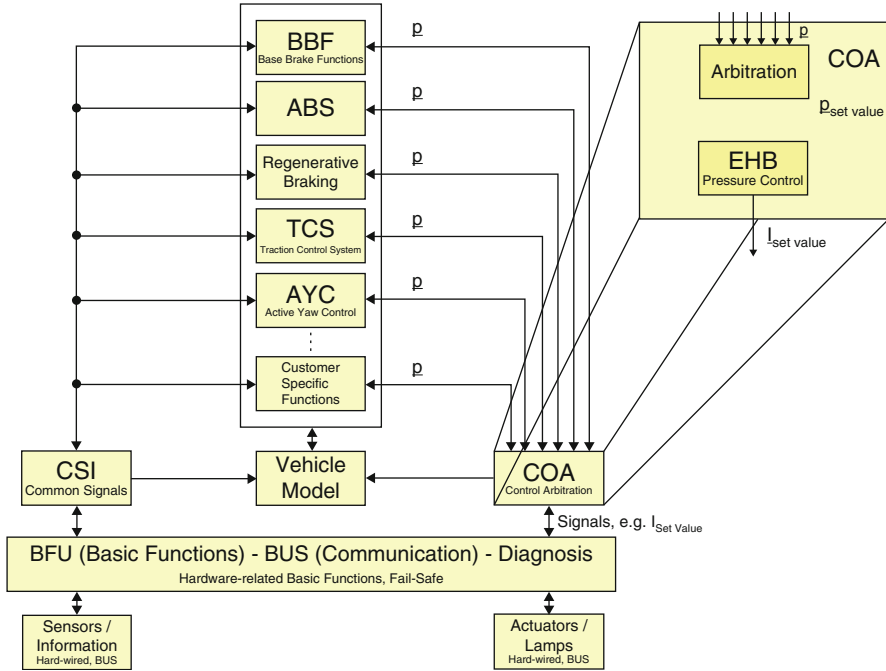 BBF
Base Brake Functions
p
ABS
p
Regenerative
Braking
p
TCS
Traction Control System
p
AYC
Active Yaw Control
p
Customer
Specific
Functions
p
p
COA
Arbitration
p set value
EHB
Pressure Control
I set value
CSI
Common Signals
Vehicle
Model
COA
Control Arbitration
Signals, e.g. I Set Value
BFU (Basic Functions) - BUS (Communication) - Diagnosis
Hardware-related Basic Functions, Fail-Safe
Sensors /
Information
Hard-wired, BUS
Actuators /
Lamps
Hard-wired, BUS